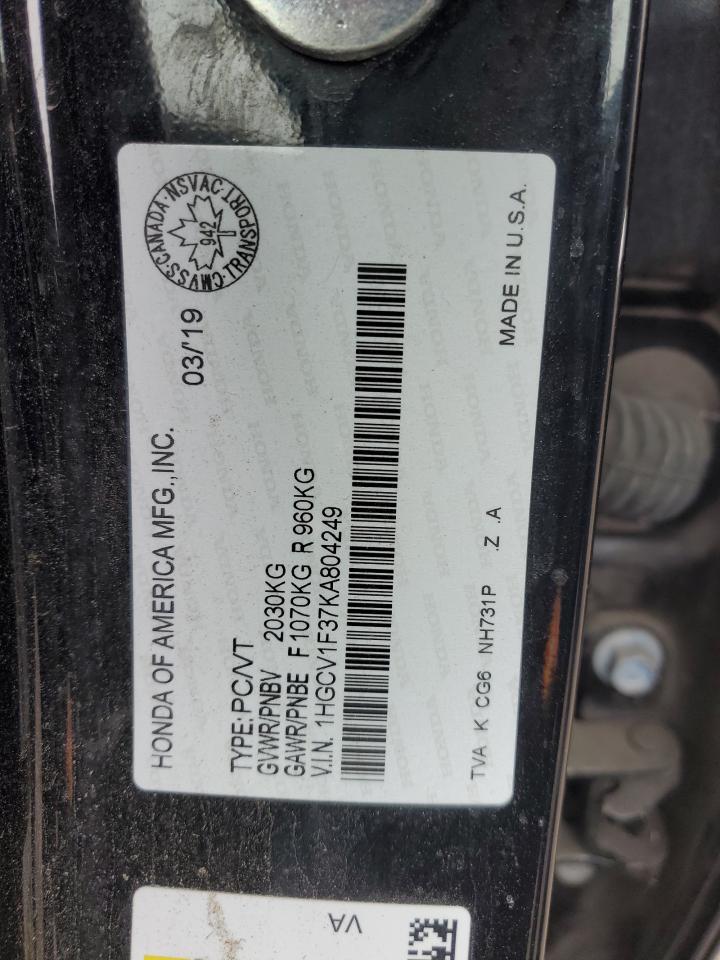 HONDA OF AMERICA MFG.,INC. 03/'19
CMVSS·CANADA·NSVAC·TRANSPORT·
942
TYPE: PC/VT
GVWR/PNBV 2030KG
GAWR/PNBE F 1070KG R 960KG
V.I.N. 1HGCV1F37KA804249
TVA K CG6 NH731P .Z .A MADE IN U.S.A.
VA